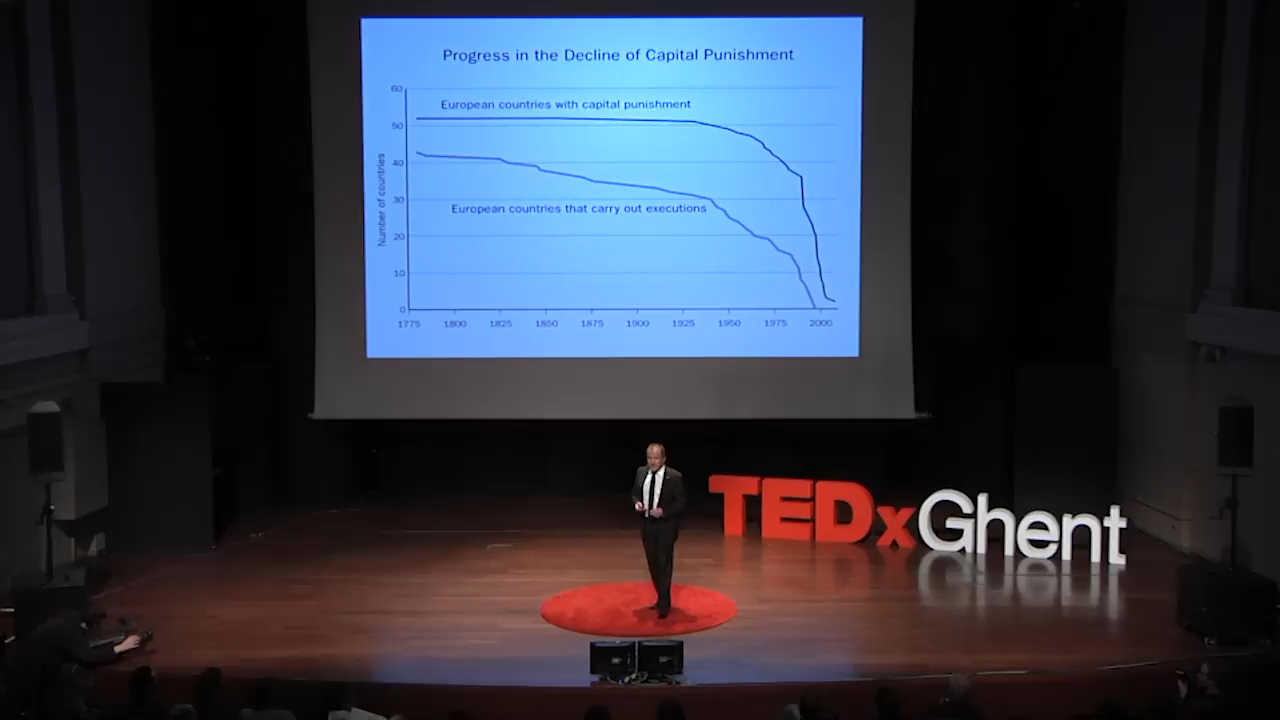 Progress in the Decline of Capital Punishment
60
European countries with capital punishment
50
40
Number of countries
30
European countries that carry out executions
20
10
0
1775 1800 1825 1850 1875 1900 1925 1950 1975 2000
TEDxGhent